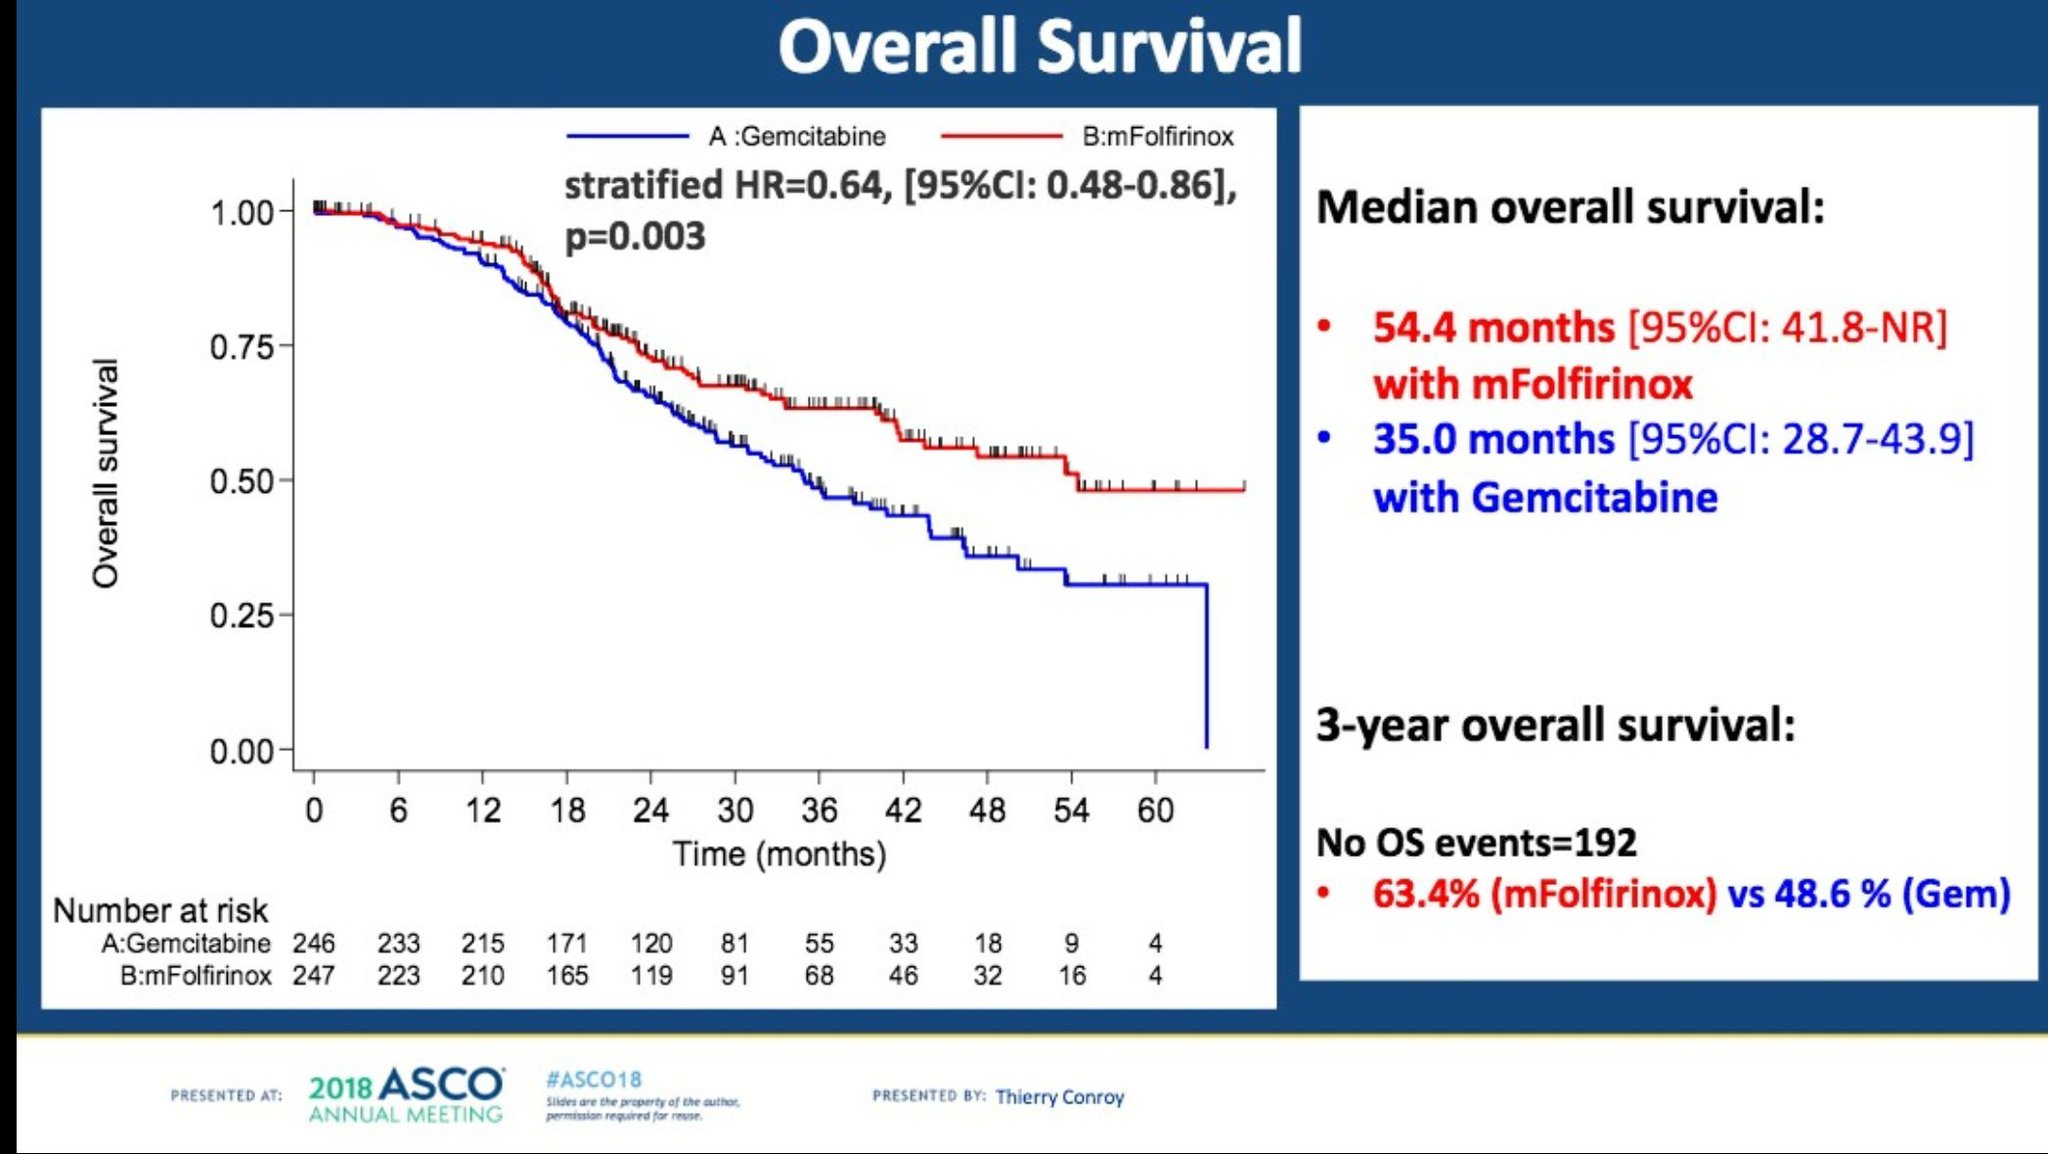 Overall Survival
A :Gemcitabine
B:mFolfirinox
stratified HR=0.64, [95%CI: 0.48-0.86],
p=0.003
Overall survival
1.00
0.75
0.50
0.25
0.00
0 6 12 18 24 30 36 42 48 54 60
Time (months)
Number at risk
A:Gemcitabine 246 233 215 171 120 81 55 33 18 9 4
B:mFolfirinox 247 223 210 165 119 91 68 46 32 16 4
Median overall survival:
• 54.4 months [95%CI: 41.8-NR]
with mFolfirinox
• 35.0 months [95%CI: 28.7-43.9]
with Gemcitabine
3-year overall survival:
No OS events=192
• 63.4% (mFolfirinox) vs 48.6 % (Gem)
PRESENTED AT:
2018 ASCO
ANNUAL MEETING
#ASCO18
Slides are the property of the author,
permission required for reuse.
PRESENTED BY: Thierry Conroy